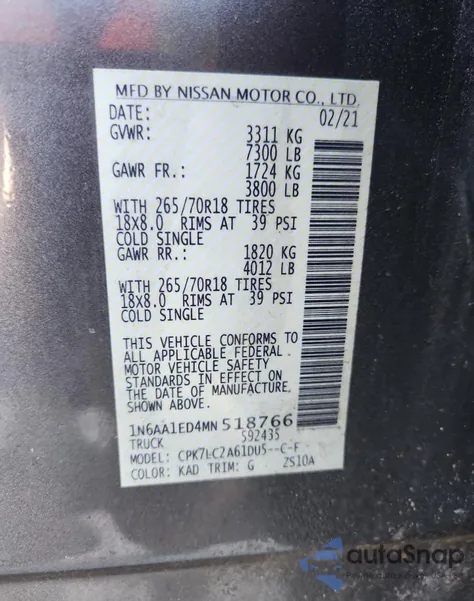 MFD BY NISSAN MOTOR CO., LTD.
DATE: 02/21
GVWR: 3311 KG
7300 LB
GAWR FR.: 1724 KG
3800 LB
WITH 265/70R18 TIRES
18X8.0 RIMS AT 39 PSI
COLD SINGLE
GAWR RR.: 1820 KG
4012 LB
WITH 265/70R18 TIRES
18X8.0 RIMS AT 39 PSI
COLD SINGLE
THIS VEHICLE CONFORMS TO
ALL APPLICABLE FEDERAL
MOTOR VEHICLE SAFETY
STANDARDS IN EFFECT ON
THE DATE OF MANUFACTURE
SHOWN ABOVE.
1N6AA1ED4MN518766
TRUCK 592435
MODEL: CPK7LC2A61DU5--C-F
COLOR: KAD TRIM: G ZS10A
autoSnap